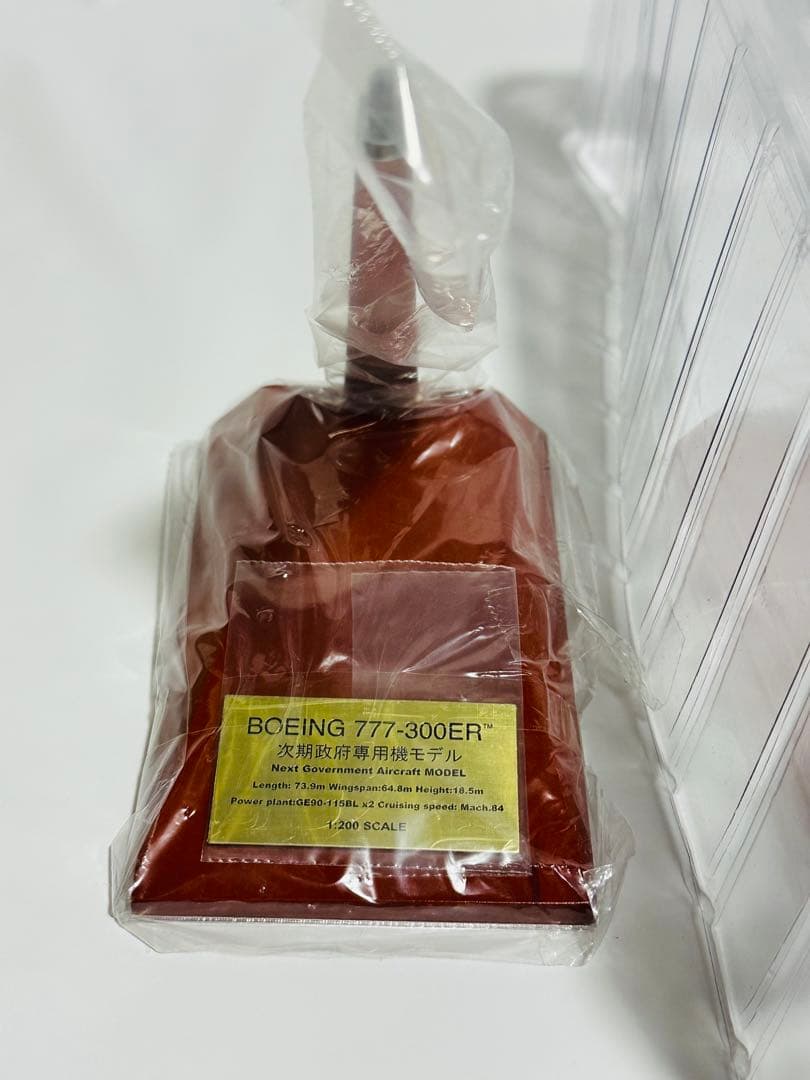 BOEING 777-300ER™
次期政府専用機モデル
Next Government Aircraft MODEL
Length: 73.9m Wingspan:64.8m Height:18.5m
Power plant:GE90-115BL x2 Cruising speed: Mach.84
1:200 SCALE